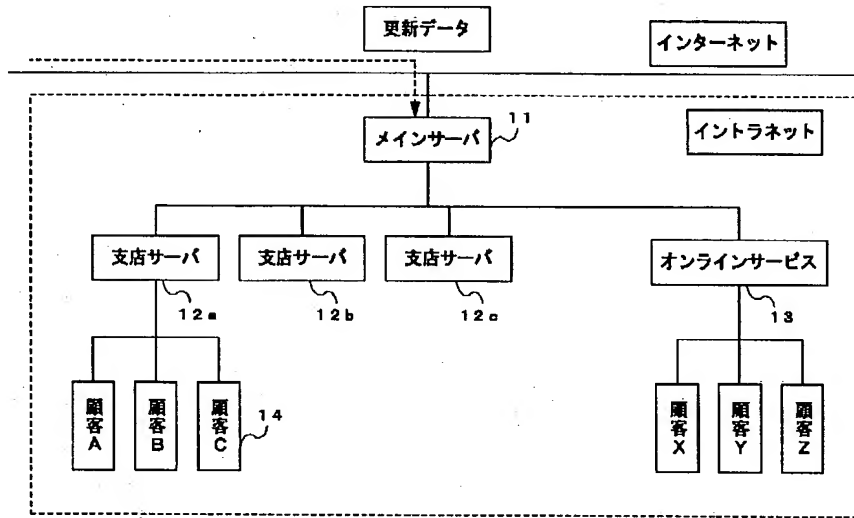 更新データ
インターネット
メインサーバ
11
イントラネット
支店サーバ
支店サーバ
支店サーバ
オンラインサービス
12a
12b
12c
13
顧客A
顧客B
顧客C
14
顧客X
顧客Y
顧客Z